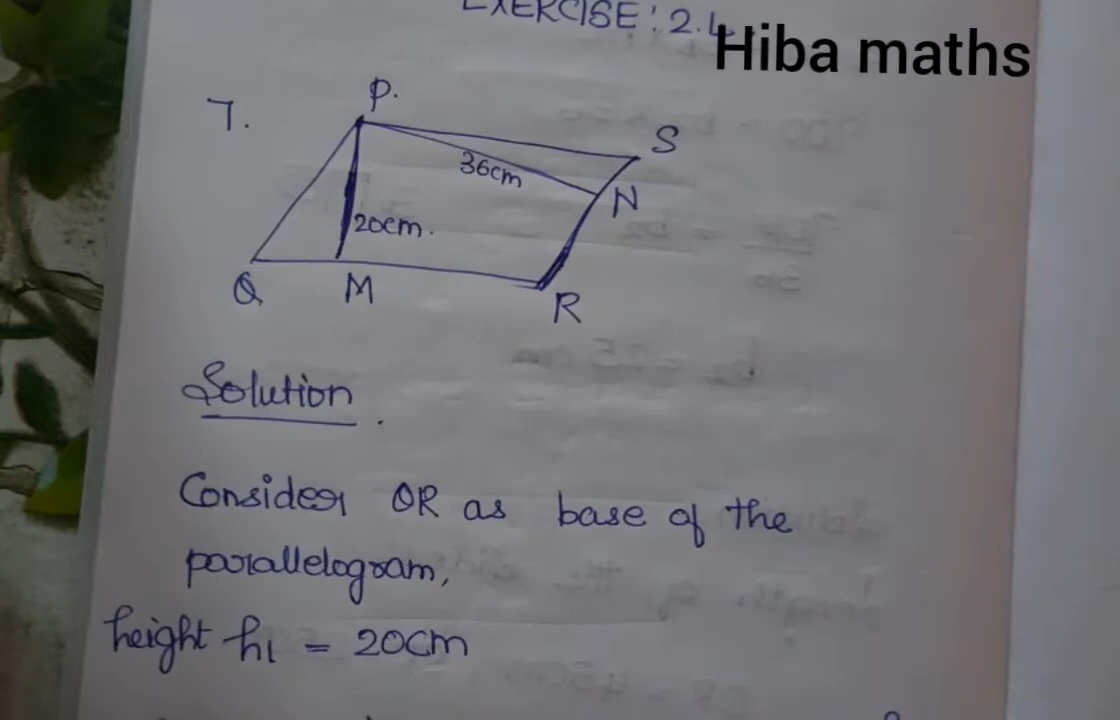 EXERCISE: 2.4
Hiba maths
7.
P.
S
36cm
N
20cm.
Q
M
R
Solution.
Consider QR as base of the
parallelogram,
height h1 = 20cm